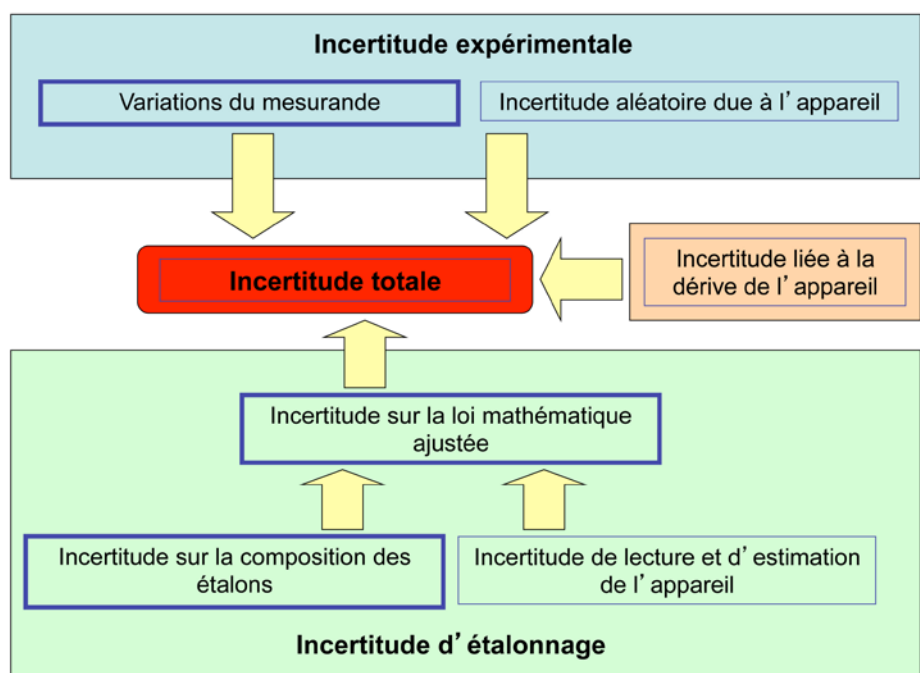 Incertitude expérimentale
Variations du mesurande
Incertitude aléatoire due à l'appareil
Incertitude totale
Incertitude liée à la
dérive de l'appareil
Incertitude sur la loi mathématique
ajustée
Incertitude sur la composition des
étalons
Incertitude de lecture et d'estimation
de l'appareil
Incertitude d'étalonnage